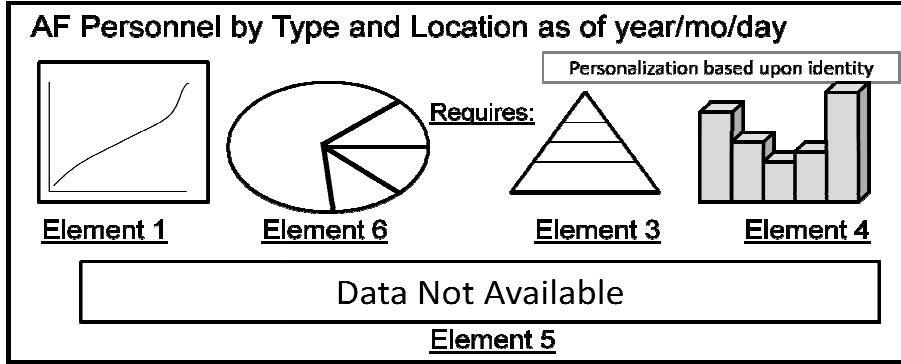 AF Personnel by Type and Location as of year/mo/day
Personalization based upon identity
Requires:
Element 1
Element 6
Element 3
Element 4
Data Not Available
Element 5